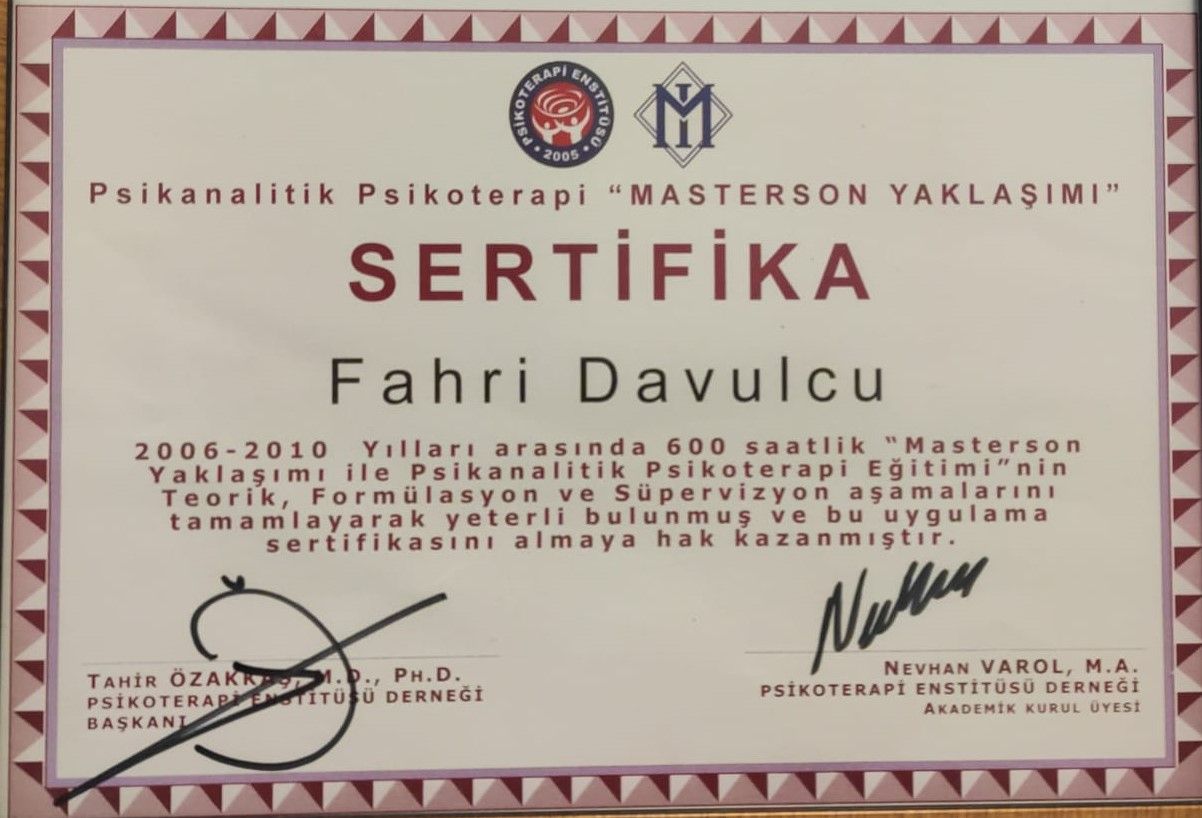 PSİKOTERAPİ ENSTİTÜSÜ
2005
MI
Psikanalitik Psikoterapi “MASTERSON YAKLAŞIMI”
SERTİFİKA
Fahri Davulcu
2006-2010 Yılları arasında 600 saatlik “Masterson
Yaklaşımı ile Psikanalitik Psikoterapi Eğitimi”nin
Teorik, Formülasyon ve Süpervizyon aşamalarını
tamamlayarak yeterli bulunmuş ve bu uygulama
sertifikasını almaya hak kazanmıştır.
TAHİR ÖZAKKAŞ, M.D., PH.D.
PSİKOTERAPİ ENSTİTÜSÜ DERNEĞİ
BAŞKANI
NEVHAN VAROL, M.A.
PSİKOTERAPİ ENSTİTÜSÜ DERNEĞİ
AKADEMİK KURUL ÜYESİ